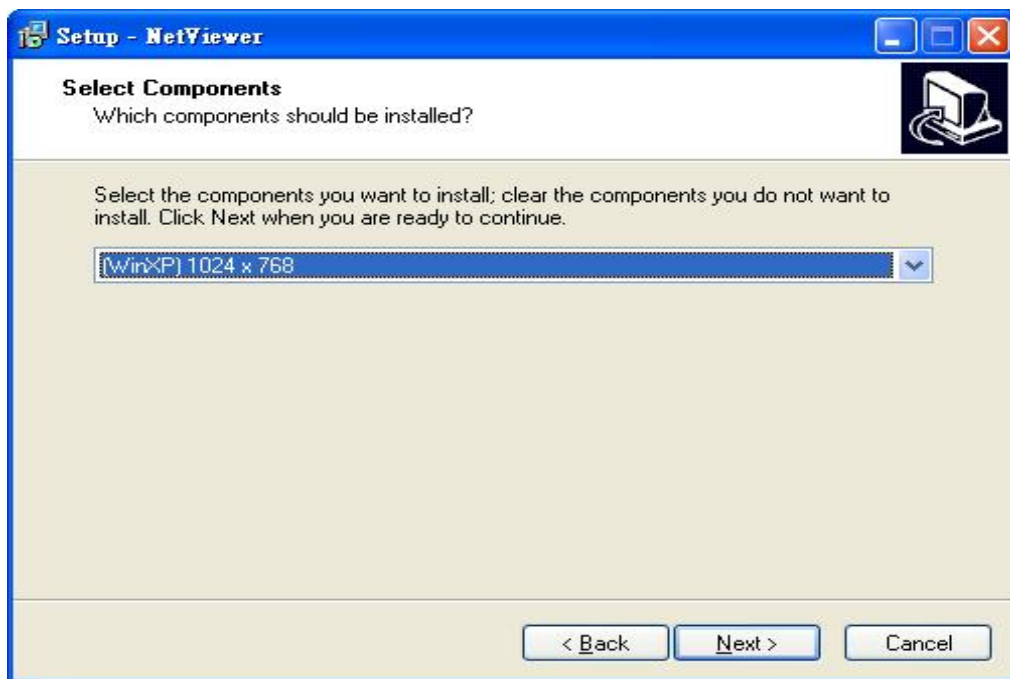 Setup - NetViewer
Select Components
Which components should be installed?
Select the components you want to install; clear the components you do not want to
install. Click Next when you are ready to continue.
(WinXP) 1024 x 768
< Back
Next >
Cancel